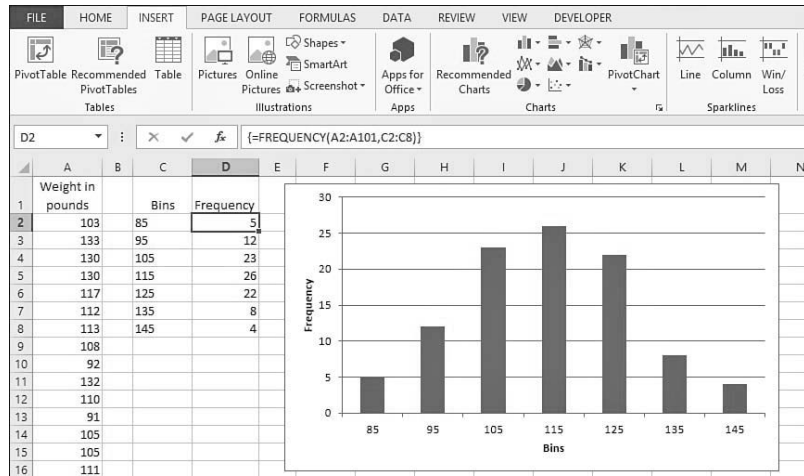 FILE HOME INSERT PAGE LAYOUT FORMULAS DATA REVIEW VIEW DEVELOPER
PivotTable Recommended PivotTables Table
Tables
Pictures Online Pictures Shapes SmartArt Screenshot
Illustrations
Apps for Office
Apps
Recommended Charts PivotChart
Charts
Line Column Win/Loss
Sparklines
D2 fx {=FREQUENCY(A2:A101,C2:C8)}
A B C D E F G H I J K L M N
1 Weight in pounds Bins Frequency
2 103 85 5
3 133 95 12
4 130 105 23
5 130 115 26
6 117 125 22
7 112 135 8
8 113 145 4
9 108
10 92
11 132
12 110
13 91
14 105
15 105
16 111
30
25
20
15
10
5
0
Frequency
85 95 105 115 125 135 145
Bins